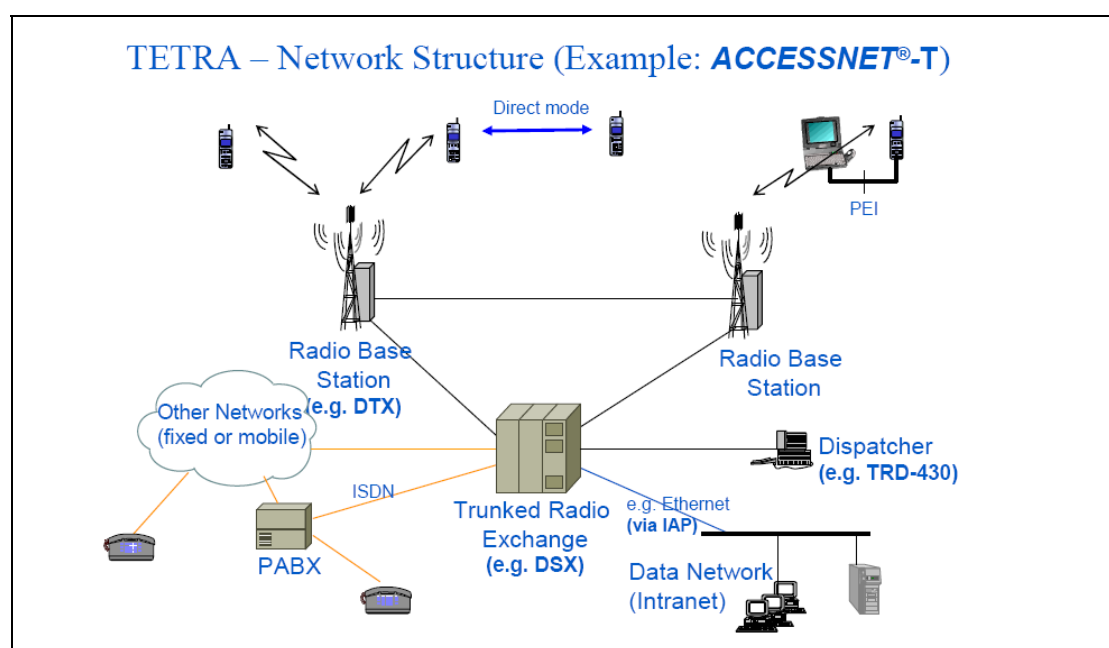 TETRA – Network Structure (Example: ACCESSNET®-T)
Direct mode
PEI
Radio Base
Station
(e.g. DTX)
Radio Base
Station
Other Networks
(fixed or mobile)
ISDN
PABX
Trunked Radio
Exchange
(e.g. DSX)
Dispatcher
(e.g. TRD-430)
e.g. Ethernet
(via IAP)
Data Network
(Intranet)